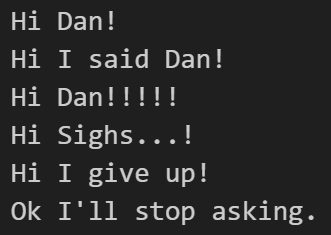 Hi Dan!
Hi I said Dan!
Hi Dan!!!!!
Hi Sighs...!
Hi I give up!
Ok I'll stop asking.